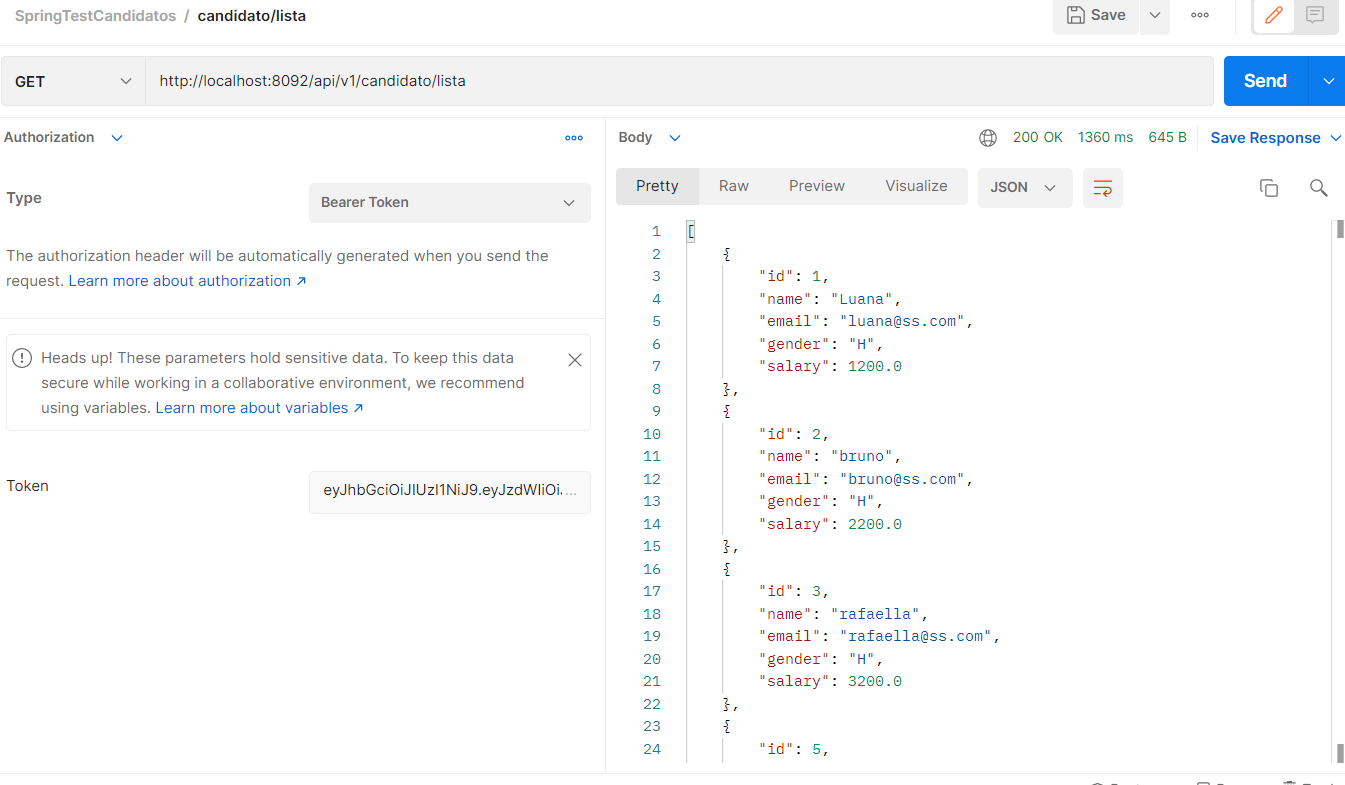 SpringTestCandidatos / candidato/lista
Save
GET
http://localhost:8092/api/v1/candidato/lista
Send
Authorization
Type
Bearer Token
The authorization header will be automatically generated when you send the
request. Learn more about authorization ↗
Heads up! These parameters hold sensitive data. To keep this data
secure while working in a collaborative environment, we recommend
using variables. Learn more about variables ↗
Token
eyJhbGciOiJIUzI1NiJ9.eyJzdWIiOi...
Body
200 OK 1360 ms 645 B Save Response
Pretty Raw Preview Visualize JSON
1 [
2 {
3 "id": 1,
4 "name": "Luana",
5 "email": "luana@ss.com",
6 "gender": "H",
7 "salary": 1200.0
8 },
9 {
10 "id": 2,
11 "name": "bruno",
12 "email": "bruno@ss.com",
13 "gender": "H",
14 "salary": 2200.0
15 },
16 {
17 "id": 3,
18 "name": "rafaella",
19 "email": "rafaella@ss.com",
20 "gender": "H",
21 "salary": 3200.0
22 },
23 {
24 "id": 5,